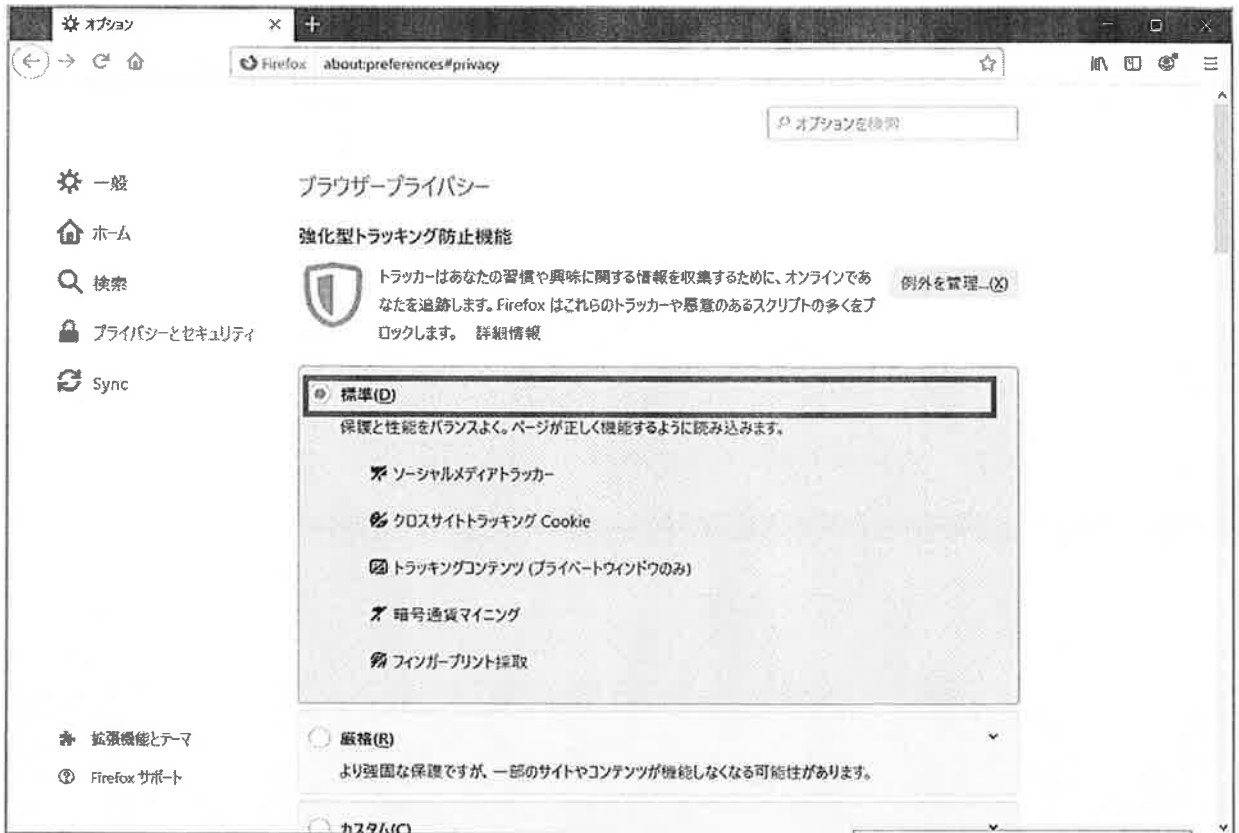 オプション
Firefox about:preferences#privacy
オプションを検索
一般
ホーム
検索
プライバシーとセキュリティ
Sync
ブラウザープライバシー
強化型トラッキング防止機能
トラッカーはあなたの習慣や興味に関する情報を収集するために、オンラインであ
なたを追跡します。Firefox はこれらのトラッカーや悪意のあるスクリプトの多くをブ
ロックします。 詳細情報
例外を管理...(X)
標準(D)
保護と性能をバランスよく。ページが正しく機能するように読み込みます。
ソーシャルメディアトラッカー
クロスサイトトラッキング Cookie
トラッキングコンテンツ (プライベートウィンドウのみ)
暗号通貨マイニング
フィンガープリント採取
厳格(R)
より強固な保護ですが、一部のサイトやコンテンツが機能しなくなる可能性があります。
カスタム(C)
拡張機能とテーマ
Firefox サポート